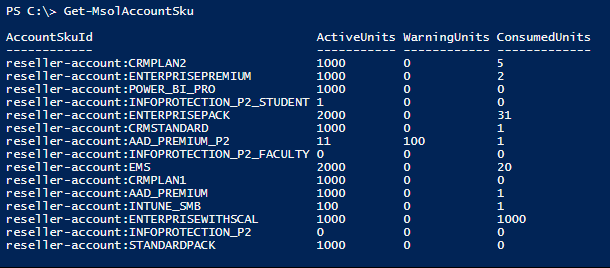 PS C:\> Get-MsolAccountSku
AccountSkuId ActiveUnits WarningUnits ConsumedUnits
------------ ----------- ------------ -------------
reseller-account:CRMPLAN2 1000 0 5
reseller-account:ENTERPRISEPREMIUM 1000 0 2
reseller-account:POWER_BI_PRO 1000 0 0
reseller-account:INFOPROTECTION_P2_STUDENT 1 0 0
reseller-account:ENTERPRISEPACK 2000 0 31
reseller-account:CRMSTANDARD 1000 0 1
reseller-account:AAD_PREMIUM_P2 11 100 1
reseller-account:INFOPROTECTION_P2_FACULTY 0 0 0
reseller-account:EMS 2000 0 20
reseller-account:CRMPLAN1 1000 0 0
reseller-account:AAD_PREMIUM 1000 0 1
reseller-account:INTUNE_SMB 100 0 1
reseller-account:ENTERPRISEWITHSCAL 1000 0 1000
reseller-account:INFOPROTECTION_P2 0 0 0
reseller-account:STANDARDPACK 1000 0 0